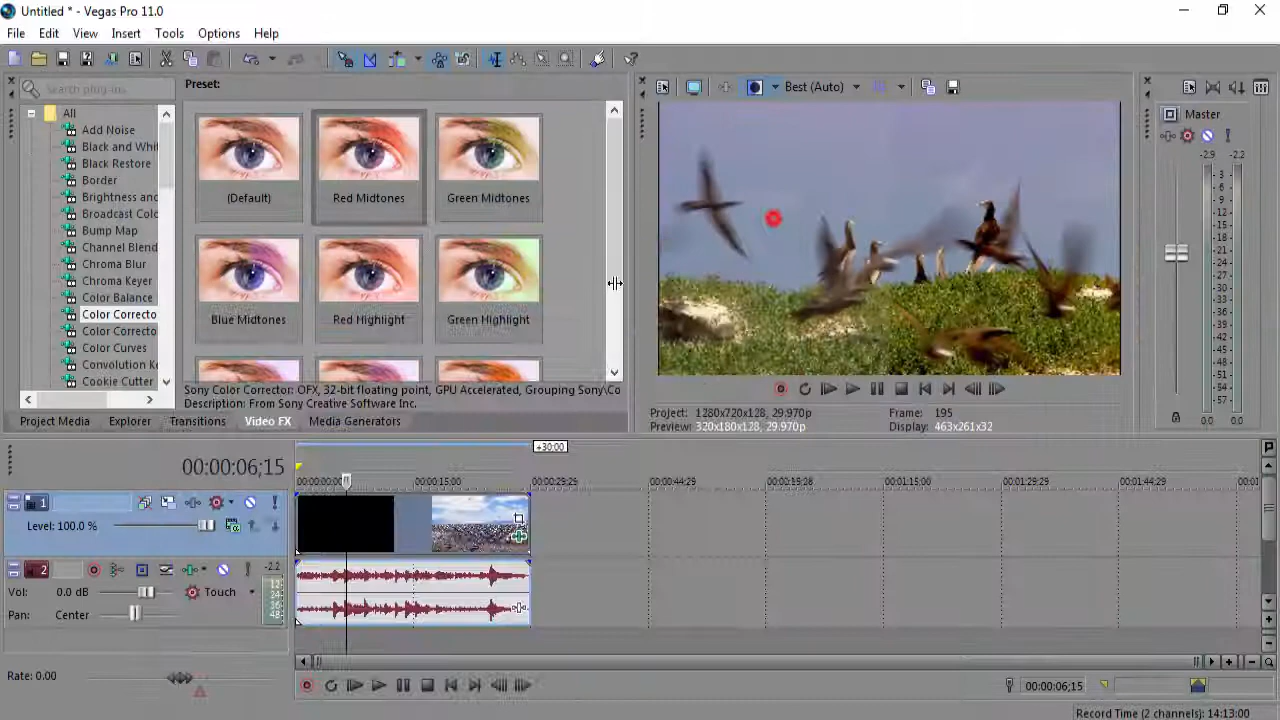 Untitled * - Vegas Pro 11.0
File Edit View Insert Tools Options Help
Search plug-ins
Preset:
Best (Auto)
All
Add Noise
Black and Whi
Black Restore
Border
Brightness and
Broadcast Colo
Bump Map
Channel Blend
Chroma Blur
Chroma Keyer
Color Balance
Color Correcto
Color Correcto
Color Curves
Convolution Ke
Cookie Cutter
(Default) Red Midtones Green Midtones
Blue Midtones Red Highlight Green Highlight
Sony Color Corrector: OFX, 32-bit floating point, GPU Accelerated, Grouping Sony\Co
Description: From Sony Creative Software Inc.
Project Media Explorer Transitions Video FX Media Generators
Project: 1280x720x128, 29.970p Frame: 195
Preview: 320x180x128, 29.970p Display: 463x261x32
Master
-2.9 -2.2
3
6
9
12
15
18
21
24
27
30
33
36
39
42
45
48
51
54
57
0.0 0.0
+30:00
00:00:06;15
00:00:00;00 00:00:15;00 00:00:29;29 00:00:44;29 00:00:59;28 00:01:15;00 00:01:29;29 00:01:44;29 00:01
1
Level: 100.0 %
2
-2.2
Vol: 0.0 dB Touch
12
24
36
48
Pan: Center
Rate: 0.00
00:00:06;15
Record Time (2 channels): 14:13:00